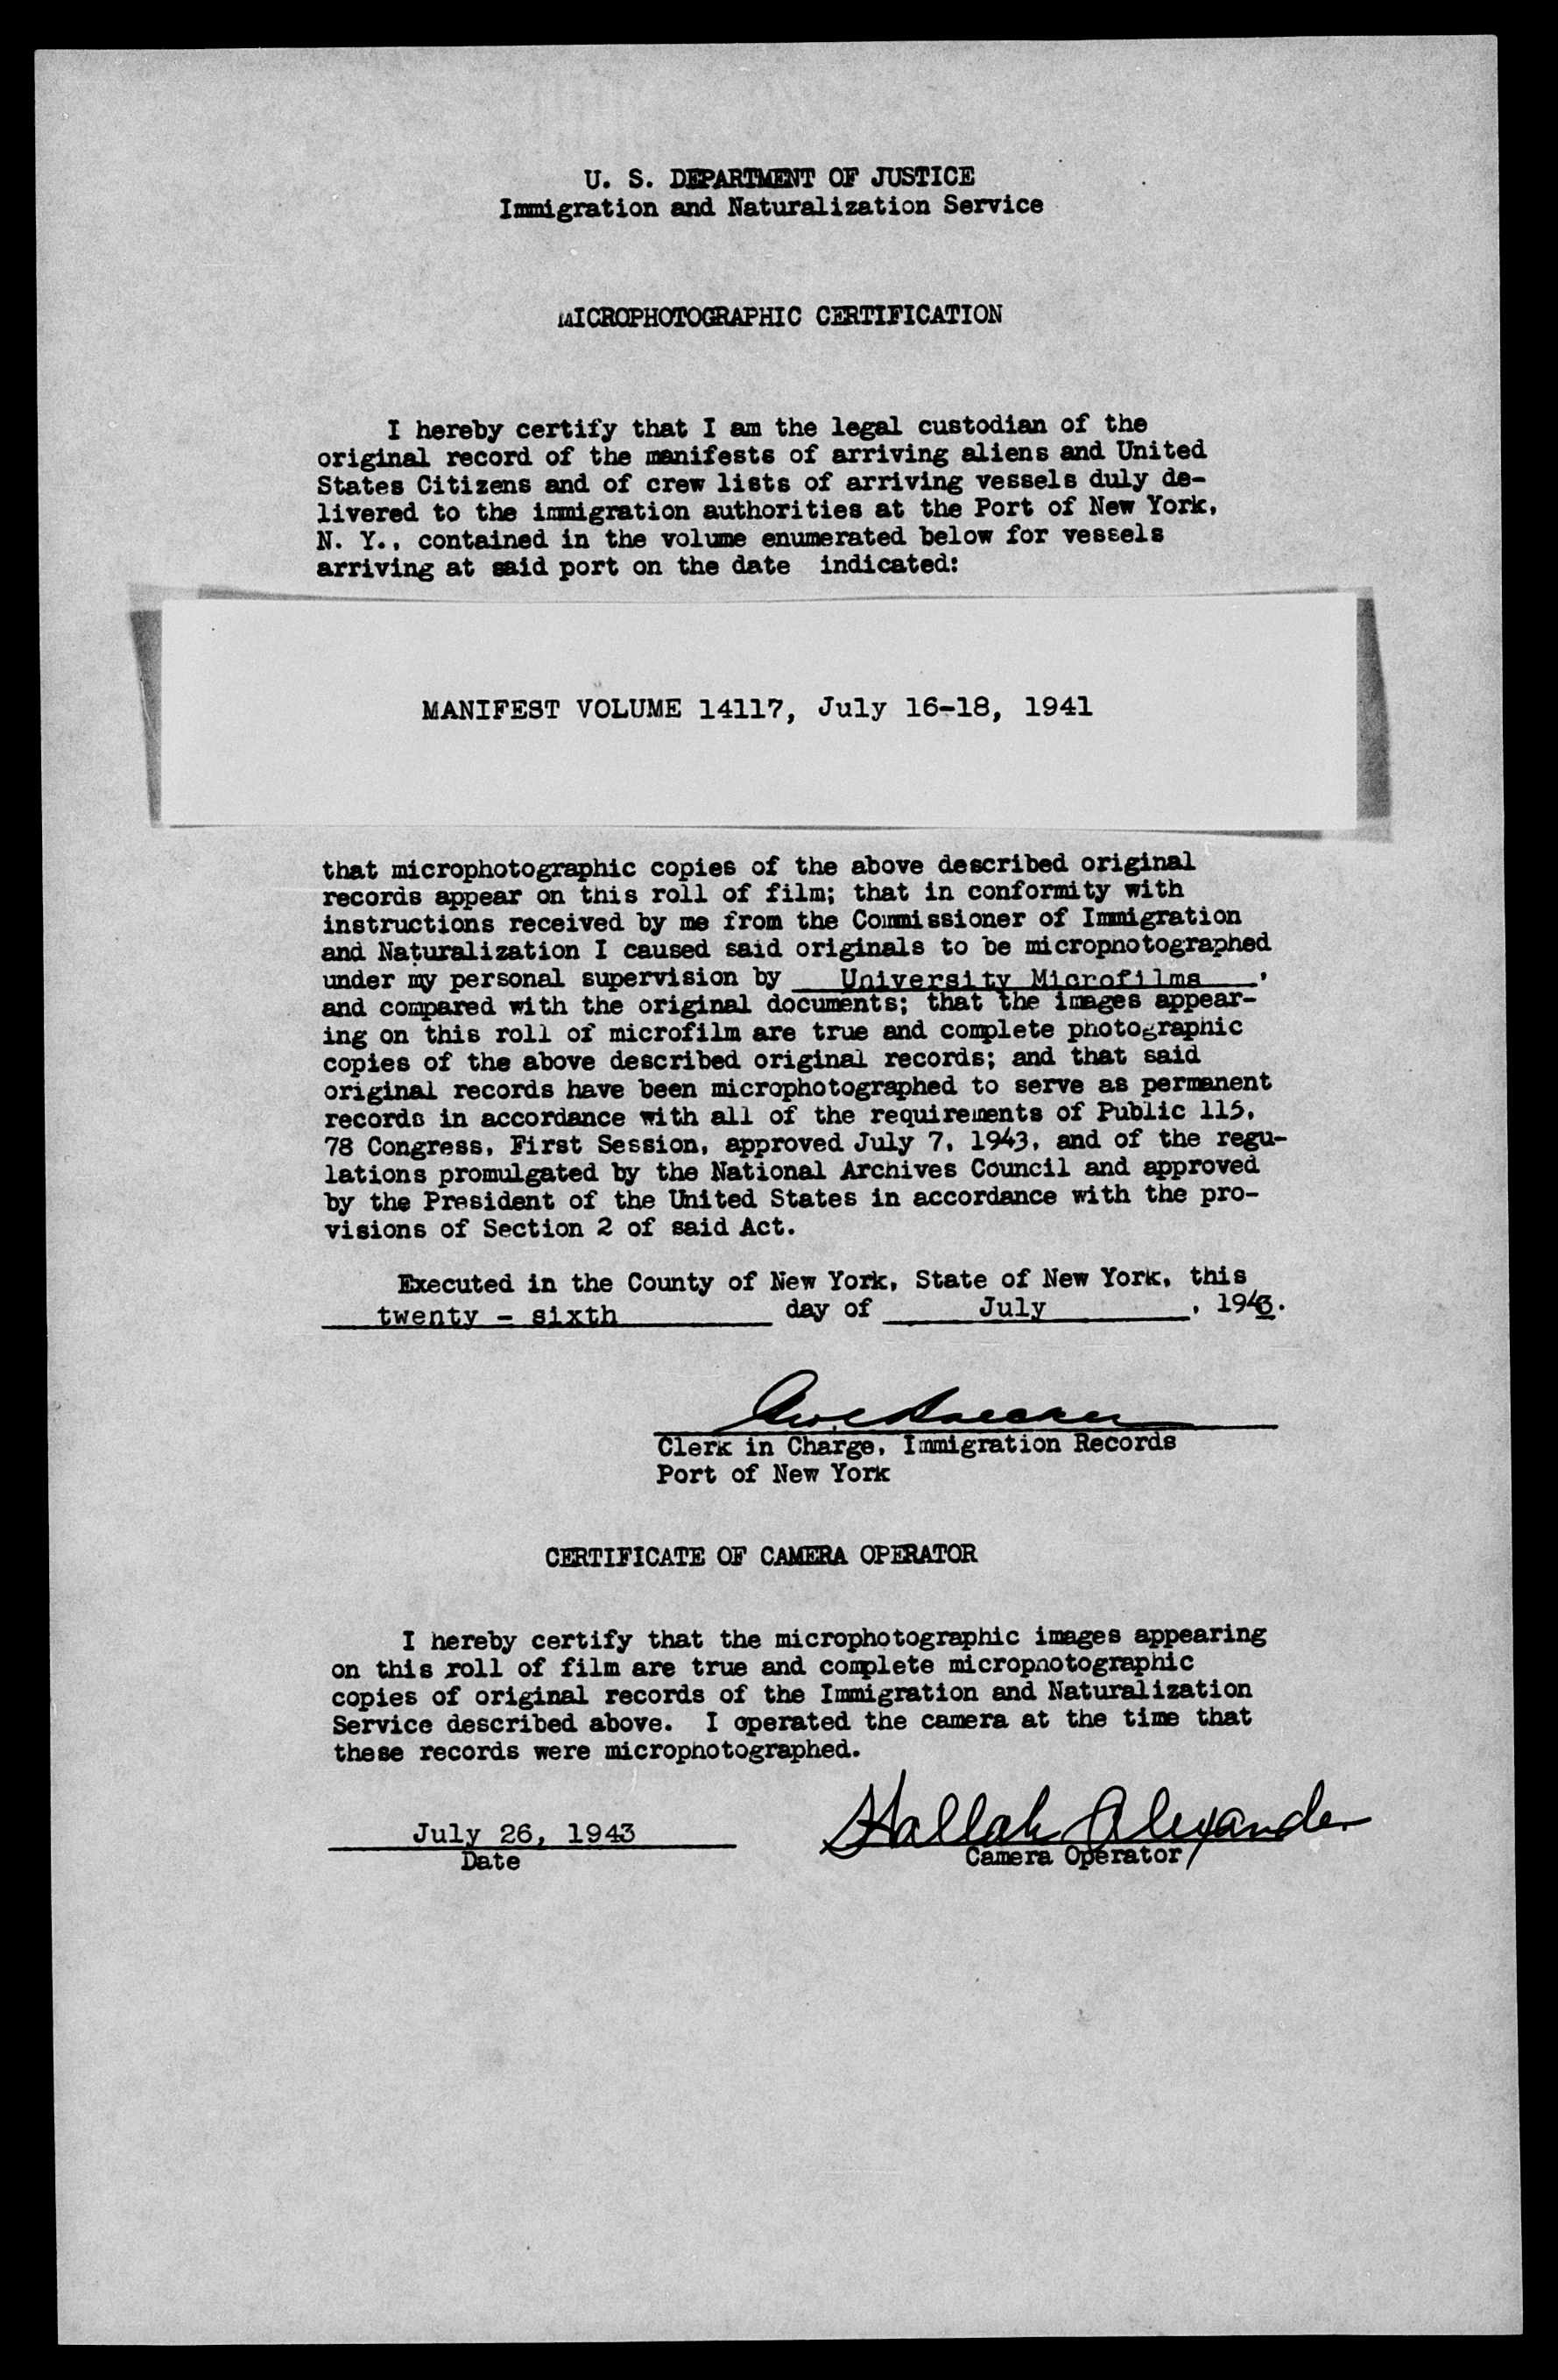 U. S. DEPARTMENT OF JUSTICE
Immigration and Naturalization Service
MICROPHOTOGRAPHIC CERTIFICATION
I hereby certify that I am the legal custodian of the
original record of the manifests of arriving aliens and United
States Citizens and of crew lists of arriving vessels duly de-
livered to the immigration authorities at the Port of New York,
N. Y., contained in the volume enumerated below for vessels
arriving at said port on the date indicated:
MANIFEST VOLUME 14117, July 16-18, 1941
that microphotographic copies of the above described original
records appear on this roll of film; that in conformity with
instructions received by me from the Commissioner of Immigration
and Naturalization I caused said originals to be microphotographed
under my personal supervision by University Microfilms,
and compared with the original documents; that the images appear-
ing on this roll of microfilm are true and complete photographic
copies of the above described original records; and that said
original records have been microphotographed to serve as permanent
records in accordance with all of the requirements of Public 115,
78 Congress, First Session, approved July 7, 1943, and of the regu-
lations promulgated by the National Archives Council and approved
by the President of the United States in accordance with the pro-
visions of Section 2 of said Act.
Executed in the County of New York, State of New York, this
twenty - sixth day of July, 1943.
Clerk in Charge, Immigration Records
Port of New York
CERTIFICATE OF CAMERA OPERATOR
I hereby certify that the microphotographic images appearing
on this roll of film are true and complete microphotographic
copies of original records of the Immigration and Naturalization
Service described above. I operated the camera at the time that
these records were microphotographed.
July 26, 1943 Hallah Alexander
Date Camera Operator